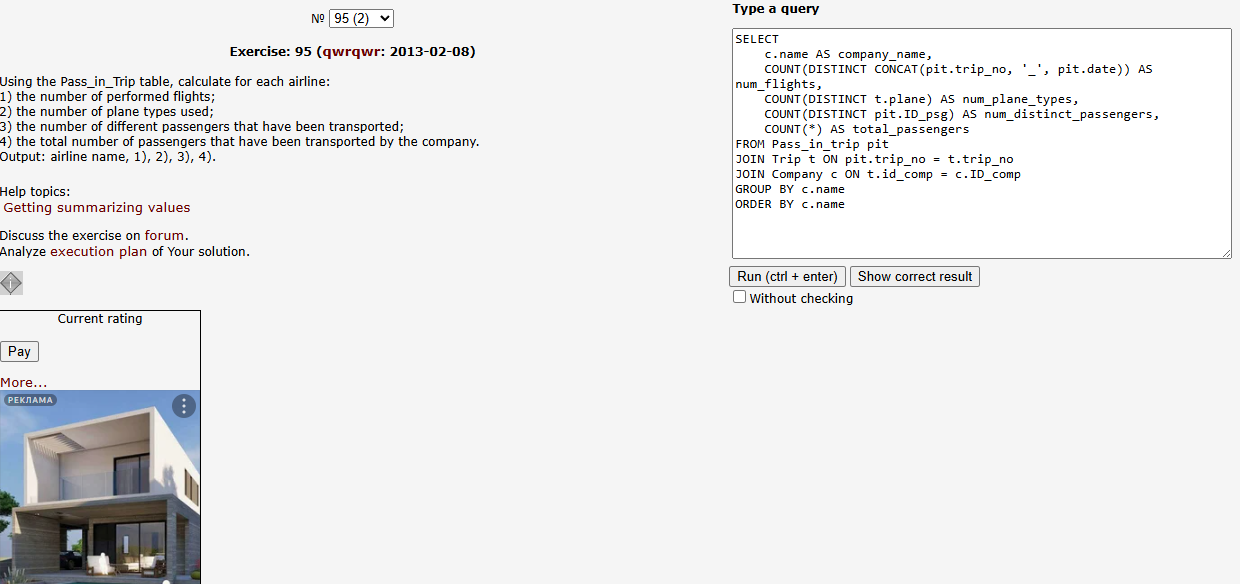 № 95 (2)
Exercise: 95 (qwrqwr: 2013-02-08)
Using the Pass_in_Trip table, calculate for each airline:
1) the number of performed flights;
2) the number of plane types used;
3) the number of different passengers that have been transported;
4) the total number of passengers that have been transported by the company.
Output: airline name, 1), 2), 3), 4).
Help topics:
Getting summarizing values
Discuss the exercise on forum.
Analyze execution plan of Your solution.
Current rating
Pay
More...
РЕКЛАМА
Type a query
SELECT
c.name AS company_name,
COUNT(DISTINCT CONCAT(pit.trip_no, '_', pit.date)) AS
num_flights,
COUNT(DISTINCT t.plane) AS num_plane_types,
COUNT(DISTINCT pit.ID_psg) AS num_distinct_passengers,
COUNT(*) AS total_passengers
FROM Pass_in_trip pit
JOIN Trip t ON pit.trip_no = t.trip_no
JOIN Company c ON t.id_comp = c.ID_comp
GROUP BY c.name
ORDER BY c.name
Run (ctrl + enter) Show correct result
Without checking